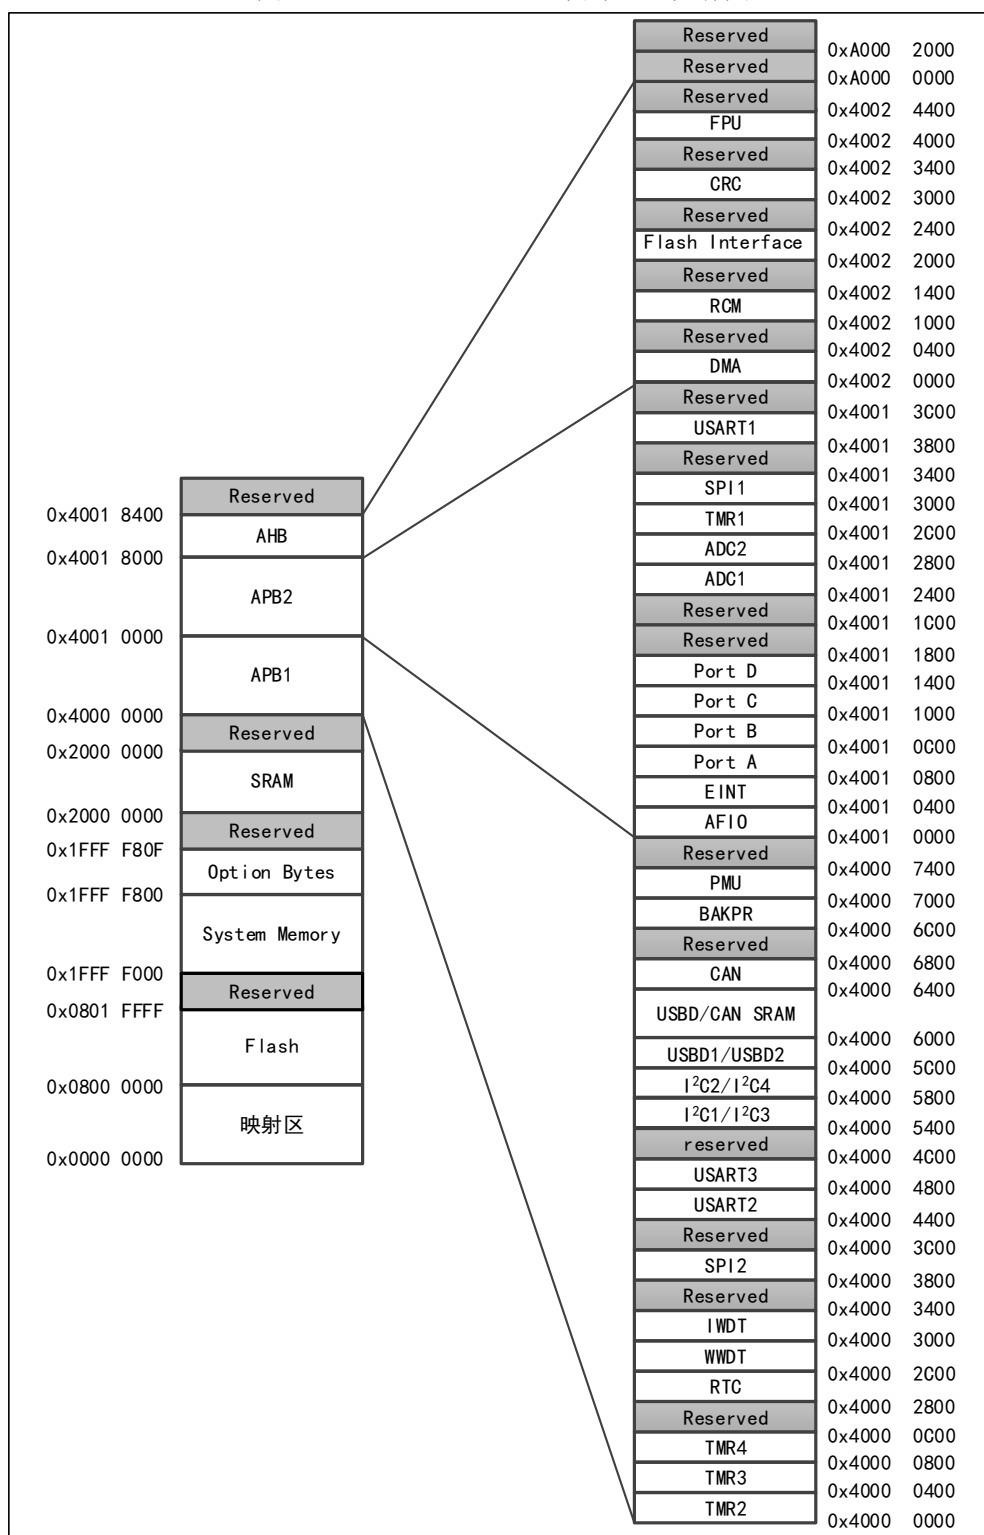 Reserved
0x4001 8400
AHB
0x4001 8000
APB2
0x4001 0000
APB1
0x4000 0000
Reserved
0x2000 0000
SRAM
0x2000 0000
Reserved
0x1FFF F80F
Option Bytes
0x1FFF F800
System Memory
0x1FFF F000
Reserved
0x0801 FFFF
Flash
0x0800 0000
映射区
0x0000 0000
Reserved
0xA000 2000
Reserved
0xA000 0000
Reserved
0x4002 4400
FPU
0x4002 4000
Reserved
0x4002 3400
CRC
0x4002 3000
Reserved
0x4002 2400
Flash Interface
0x4002 2000
Reserved
0x4002 1400
RCM
0x4002 1000
Reserved
0x4002 0400
DMA
0x4002 0000
Reserved
0x4001 3C00
USART1
0x4001 3800
Reserved
0x4001 3400
SPI1
0x4001 3000
TMR1
0x4001 2C00
ADC2
0x4001 2800
ADC1
0x4001 2400
Reserved
0x4001 1C00
Reserved
0x4001 1800
Port D
0x4001 1400
Port C
0x4001 1000
Port B
0x4001 0C00
Port A
0x4001 0800
EINT
0x4001 0400
AFIO
0x4001 0000
Reserved
0x4000 7400
PMU
0x4000 7000
BAKPR
0x4000 6C00
Reserved
0x4000 6800
CAN
0x4000 6400
USBD/CAN SRAM
0x4000 6000
USBD1/USBD2
0x4000 5C00
I²C2/I²C4
0x4000 5800
I²C1/I²C3
0x4000 5400
reserved
0x4000 4C00
USART3
0x4000 4800
USART2
0x4000 4400
Reserved
0x4000 3C00
SPI2
0x4000 3800
Reserved
0x4000 3400
IWDT
0x4000 3000
WWDT
0x4000 2C00
RTC
0x4000 2800
Reserved
0x4000 0C00
TMR4
0x4000 0800
TMR3
0x4000 0400
TMR2
0x4000 0000